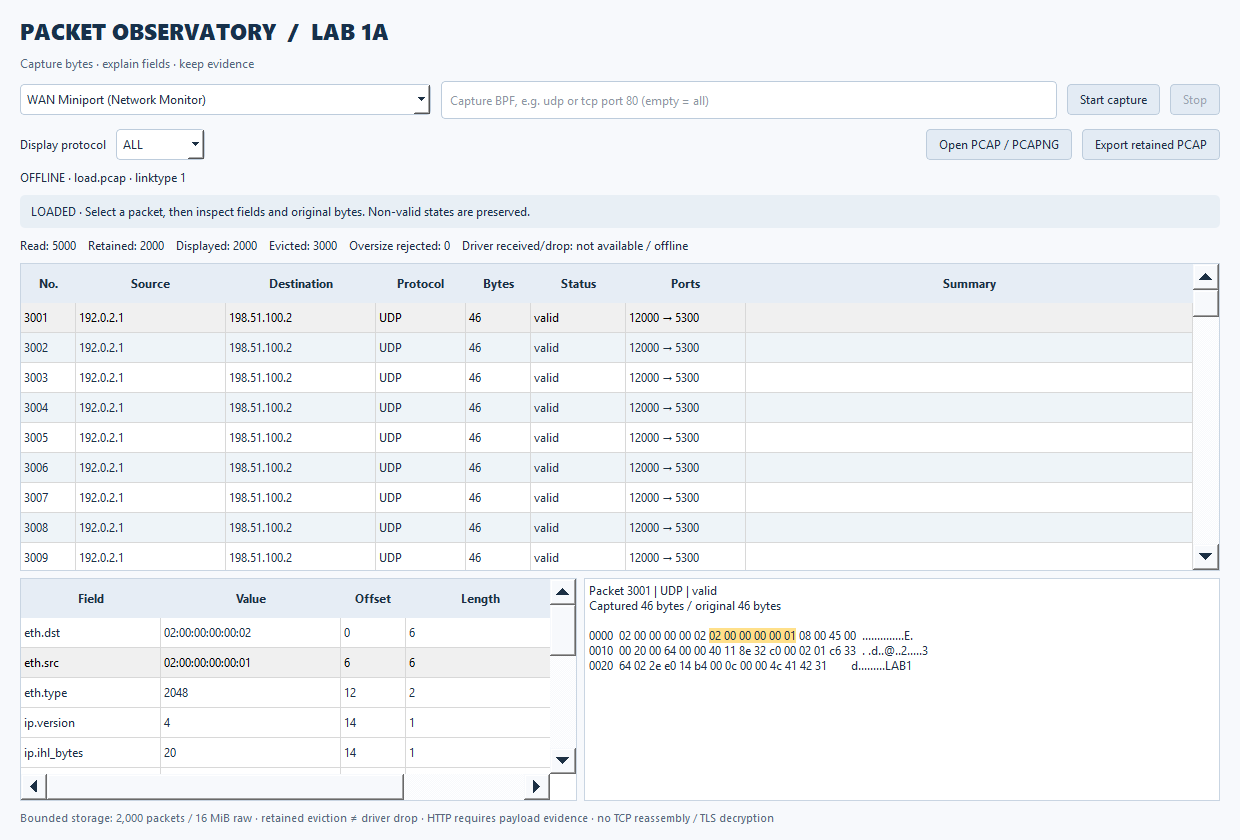 PACKET OBSERVATORY / LAB 1A
Capture bytes · explain fields · keep evidence
WAN Miniport (Network Monitor) Capture BPF, e.g. udp or tcp port 80 (empty = all) Start capture Stop
Display protocol ALL Open PCAP / PCAPNG Export retained PCAP
OFFLINE · load.pcap · linktype 1
LOADED · Select a packet, then inspect fields and original bytes. Non-valid states are preserved.
Read: 5000 Retained: 2000 Displayed: 2000 Evicted: 3000 Oversize rejected: 0 Driver received/drop: not available / offline
No. Source Destination Protocol Bytes Status Ports Summary
3001 192.0.2.1 198.51.100.2 UDP 46 valid 12000 → 5300
3002 192.0.2.1 198.51.100.2 UDP 46 valid 12000 → 5300
3003 192.0.2.1 198.51.100.2 UDP 46 valid 12000 → 5300
3004 192.0.2.1 198.51.100.2 UDP 46 valid 12000 → 5300
3005 192.0.2.1 198.51.100.2 UDP 46 valid 12000 → 5300
3006 192.0.2.1 198.51.100.2 UDP 46 valid 12000 → 5300
3007 192.0.2.1 198.51.100.2 UDP 46 valid 12000 → 5300
3008 192.0.2.1 198.51.100.2 UDP 46 valid 12000 → 5300
3009 192.0.2.1 198.51.100.2 UDP 46 valid 12000 → 5300
Field Value Offset Length
eth.dst 02:00:00:00:00:02 0 6
eth.src 02:00:00:00:00:01 6 6
eth.type 2048 12 2
ip.version 4 14 1
ip.ihl_bytes 20 14 1
Packet 3001 | UDP | valid
Captured 46 bytes / original 46 bytes
0000 02 00 00 00 00 02 02 00 00 00 00 01 08 00 45 00 ..............E.
0010 00 20 00 64 00 00 40 11 8e 32 c0 00 02 01 c6 33 . .d..@..2.....3
0020 64 02 2e e0 14 b4 00 0c 00 00 4c 41 42 31 d.........LAB1
Bounded storage: 2,000 packets / 16 MiB raw · retained eviction ≠ driver drop · HTTP requires payload evidence · no TCP reassembly / TLS decryption